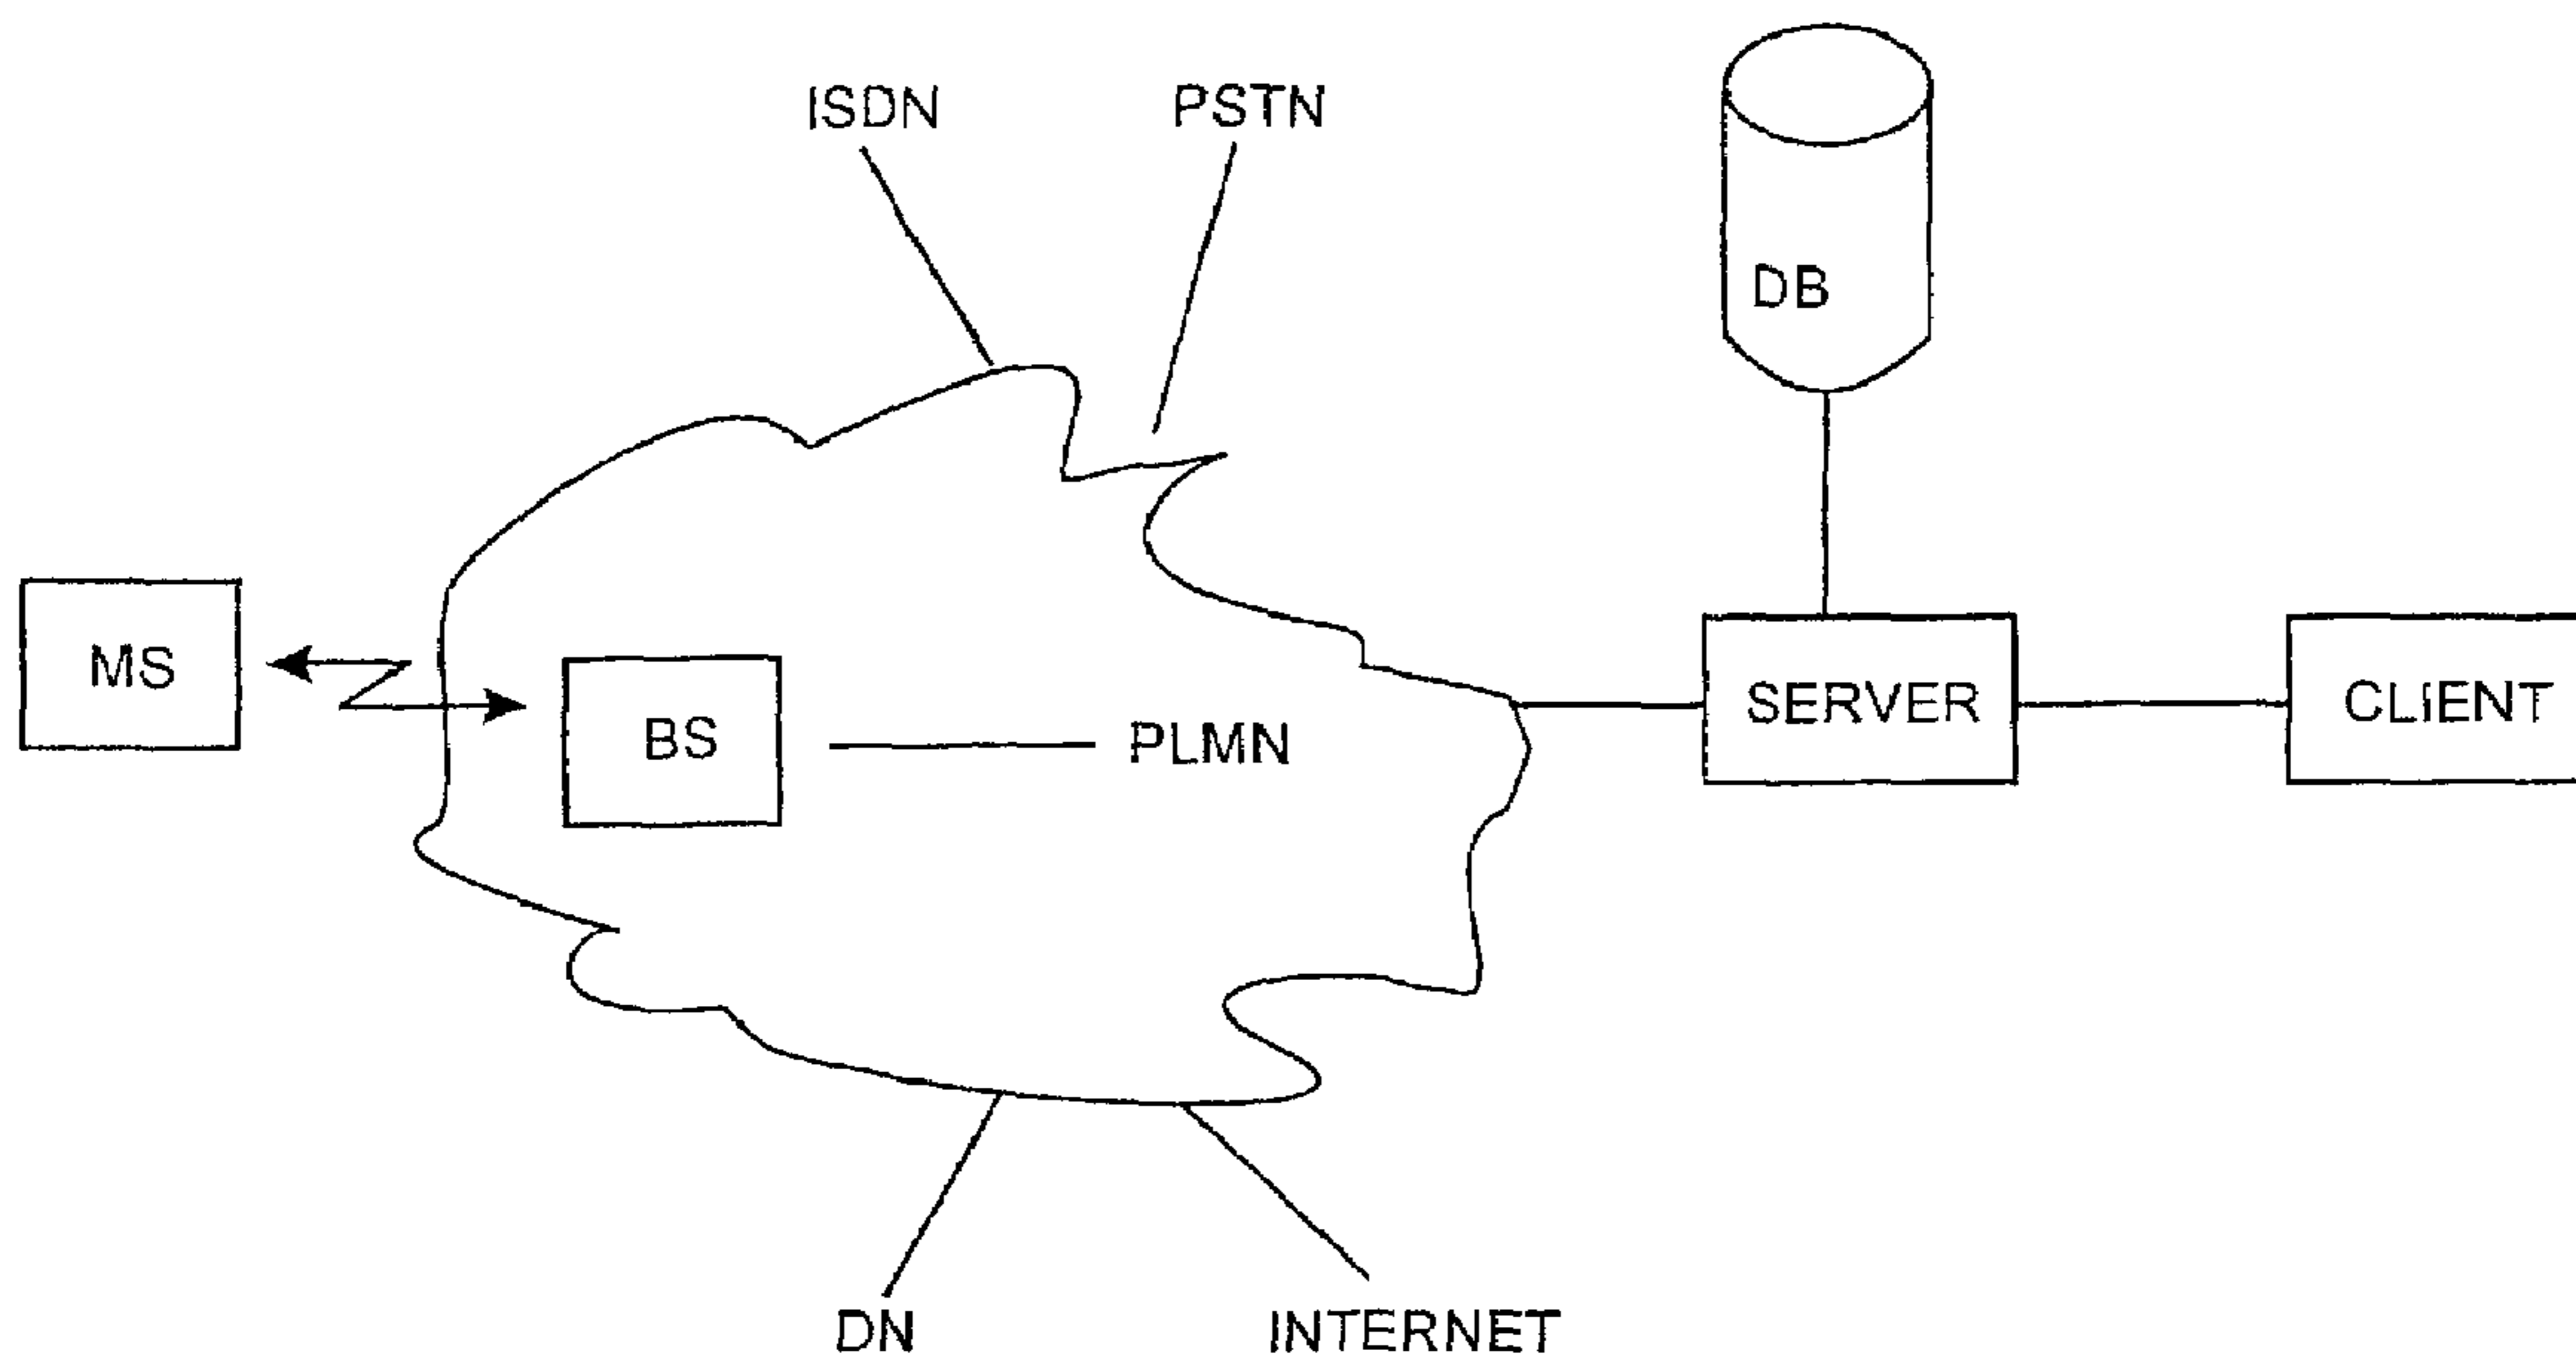 ISDN
PSTN
DB
MS
BS
PLMN
SERVER
CLIENT
DN
INTERNET